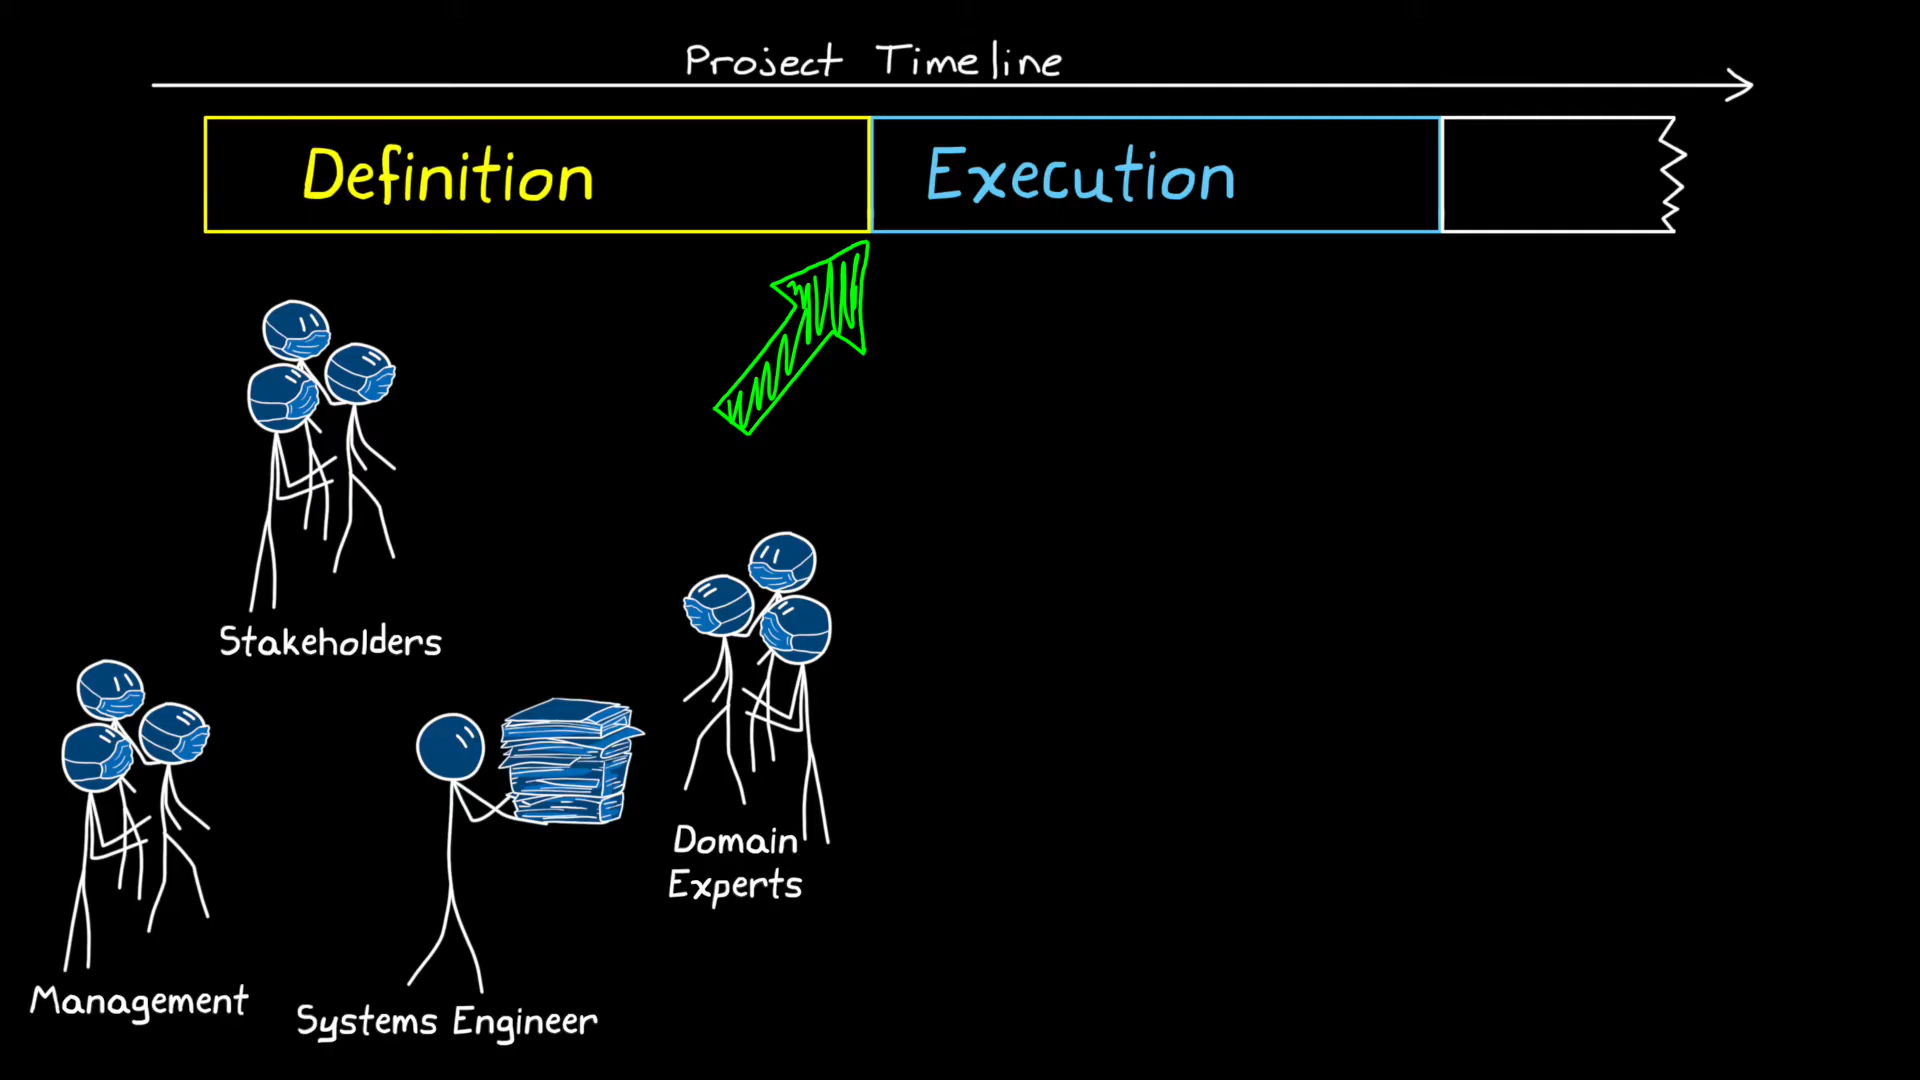 Project Timeline
Definition
Execution
Stakeholders
Domain
Experts
Management
Systems Engineer